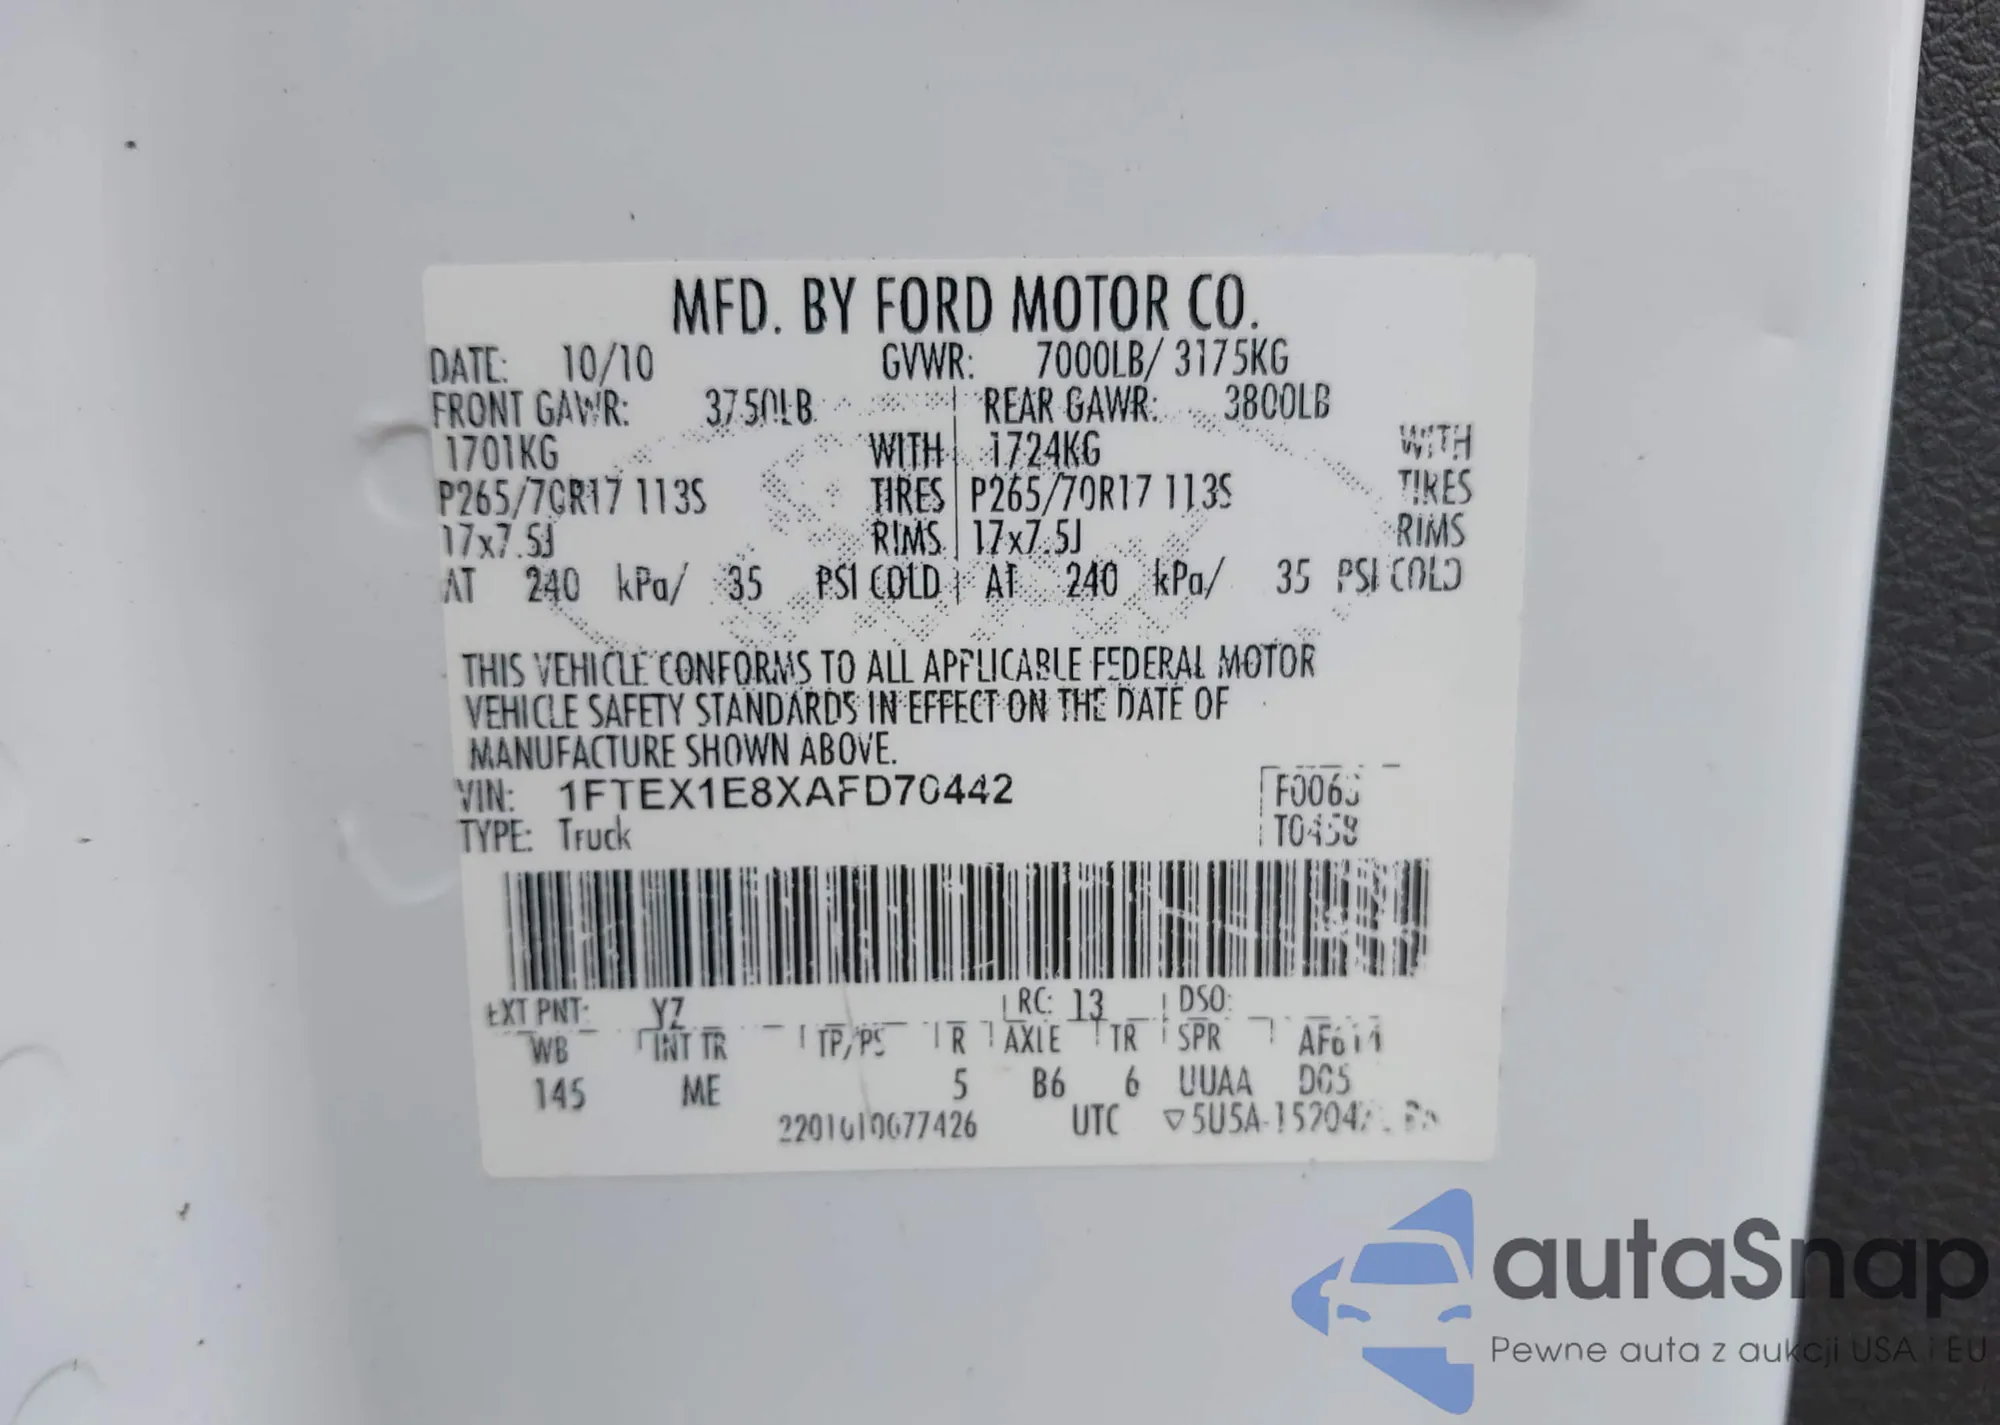 MFD. BY FORD MOTOR CO.
DATE: 10/10 GVWR: 7000LB/ 3175KG
FRONT GAWR: 3750LB REAR GAWR: 3800LB
1701KG WITH 1724KG WITH
P265/70R17 113S TIRES P265/70R17 113S TIRES
17x7.5J RIMS 17x7.5J RIMS
AT 240 kPa/ 35 PSI COLD AT 240 kPa/ 35 PSI COLD
THIS VEHICLE CONFORMS TO ALL APPLICABLE FEDERAL MOTOR
VEHICLE SAFETY STANDARDS IN EFFECT ON THE DATE OF
MANUFACTURE SHOWN ABOVE.
VIN: 1FTEX1E8XAFD70442
TYPE: Truck
T0458
EXT PNT: YZ RC: 13 DSO:
WB INT TR TP/PS R AXLE TR SPR
145 ME 5 B6 6 UUAA
UTC
autaSnap
Pewne auta z aukcji USA i EU